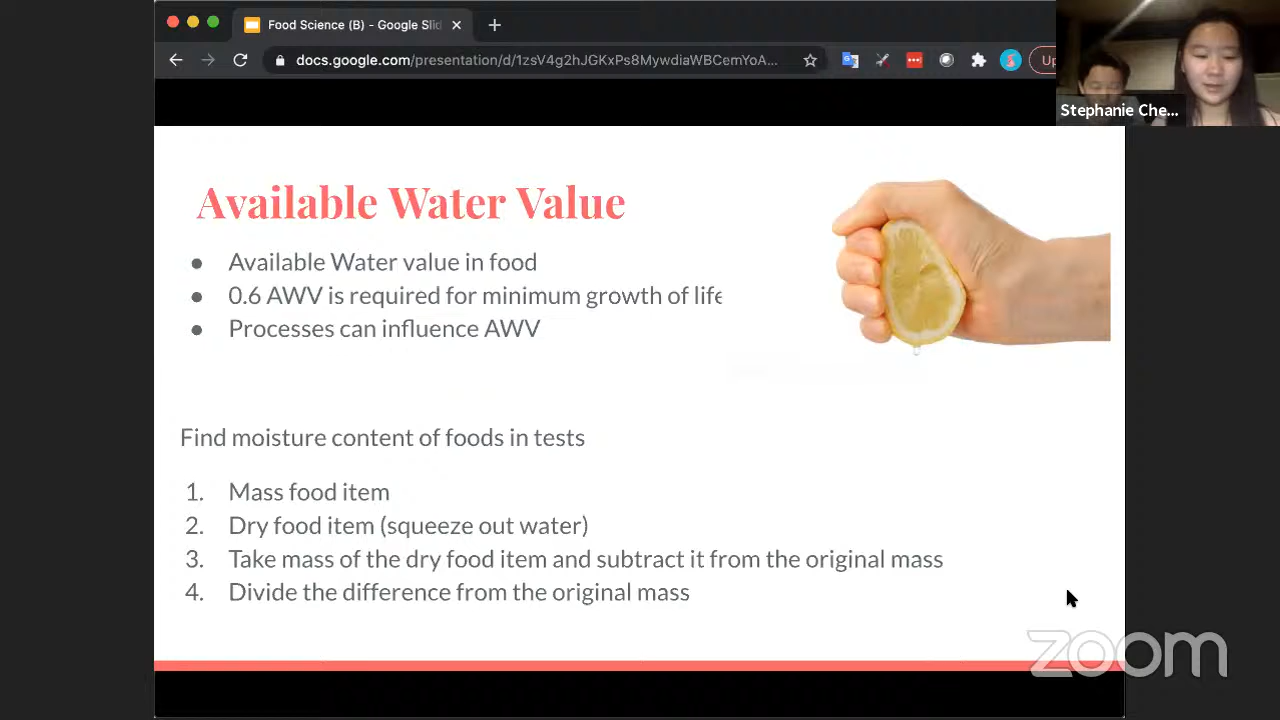 Food Science (B) - Google Slid
docs.google.com/presentation/d/1zsV4g2hJGKxPs8MywdiaWBCemYoA...
Up
Stephanie Che...
Available Water Value
● Available Water value in food
● 0.6 AWV is required for minimum growth of life
● Processes can influence AWV
Find moisture content of foods in tests
1. Mass food item
2. Dry food item (squeeze out water)
3. Take mass of the dry food item and subtract it from the original mass
4. Divide the difference from the original mass
zoom